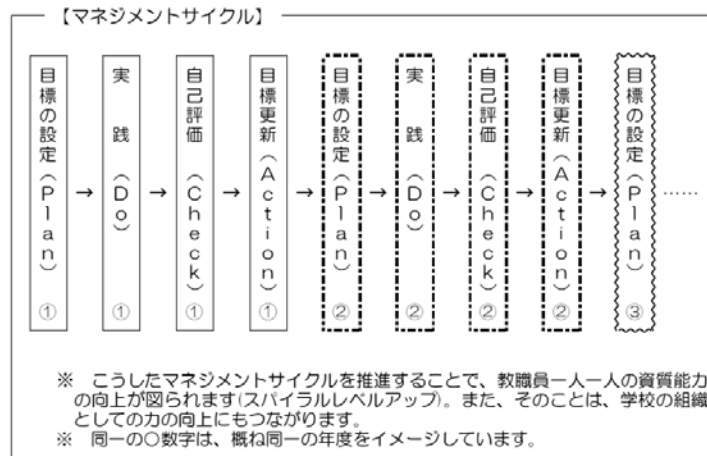 【マネジメントサイクル】
目標の設定（Plan） ①
→
実践（Do） ①
→
自己評価（Check） ①
→
目標更新（Action） ①
→
目標の設定（Plan） ②
→
実践（Do） ②
→
自己評価（Check） ②
→
目標更新（Action） ②
→
目標の設定（Plan） ③
……
※　こうしたマネジメントサイクルを推進することで、教職員一人一人の資質能力
の向上が図られます(スパイラルレベルアップ)。また、そのことは、学校の組織
としての力の向上にもつながります。
※　同一の○数字は、概ね同一の年度をイメージしています。